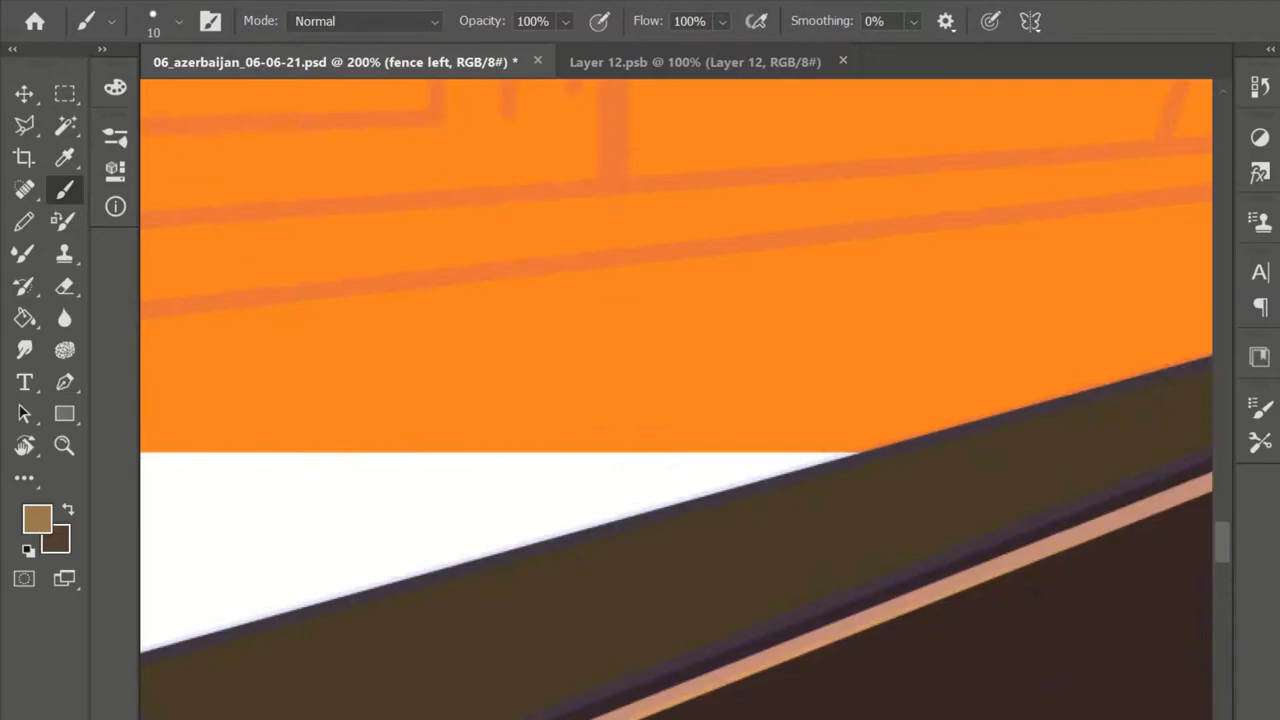 10 Mode: Normal Opacity: 100% Flow: 100% Smoothing: 0%
06_azerbaijan_06-06-21.psd @ 200% (fence left, RGB/8#) * Layer 12.psb @ 100% (Layer 12, RGB/8#)